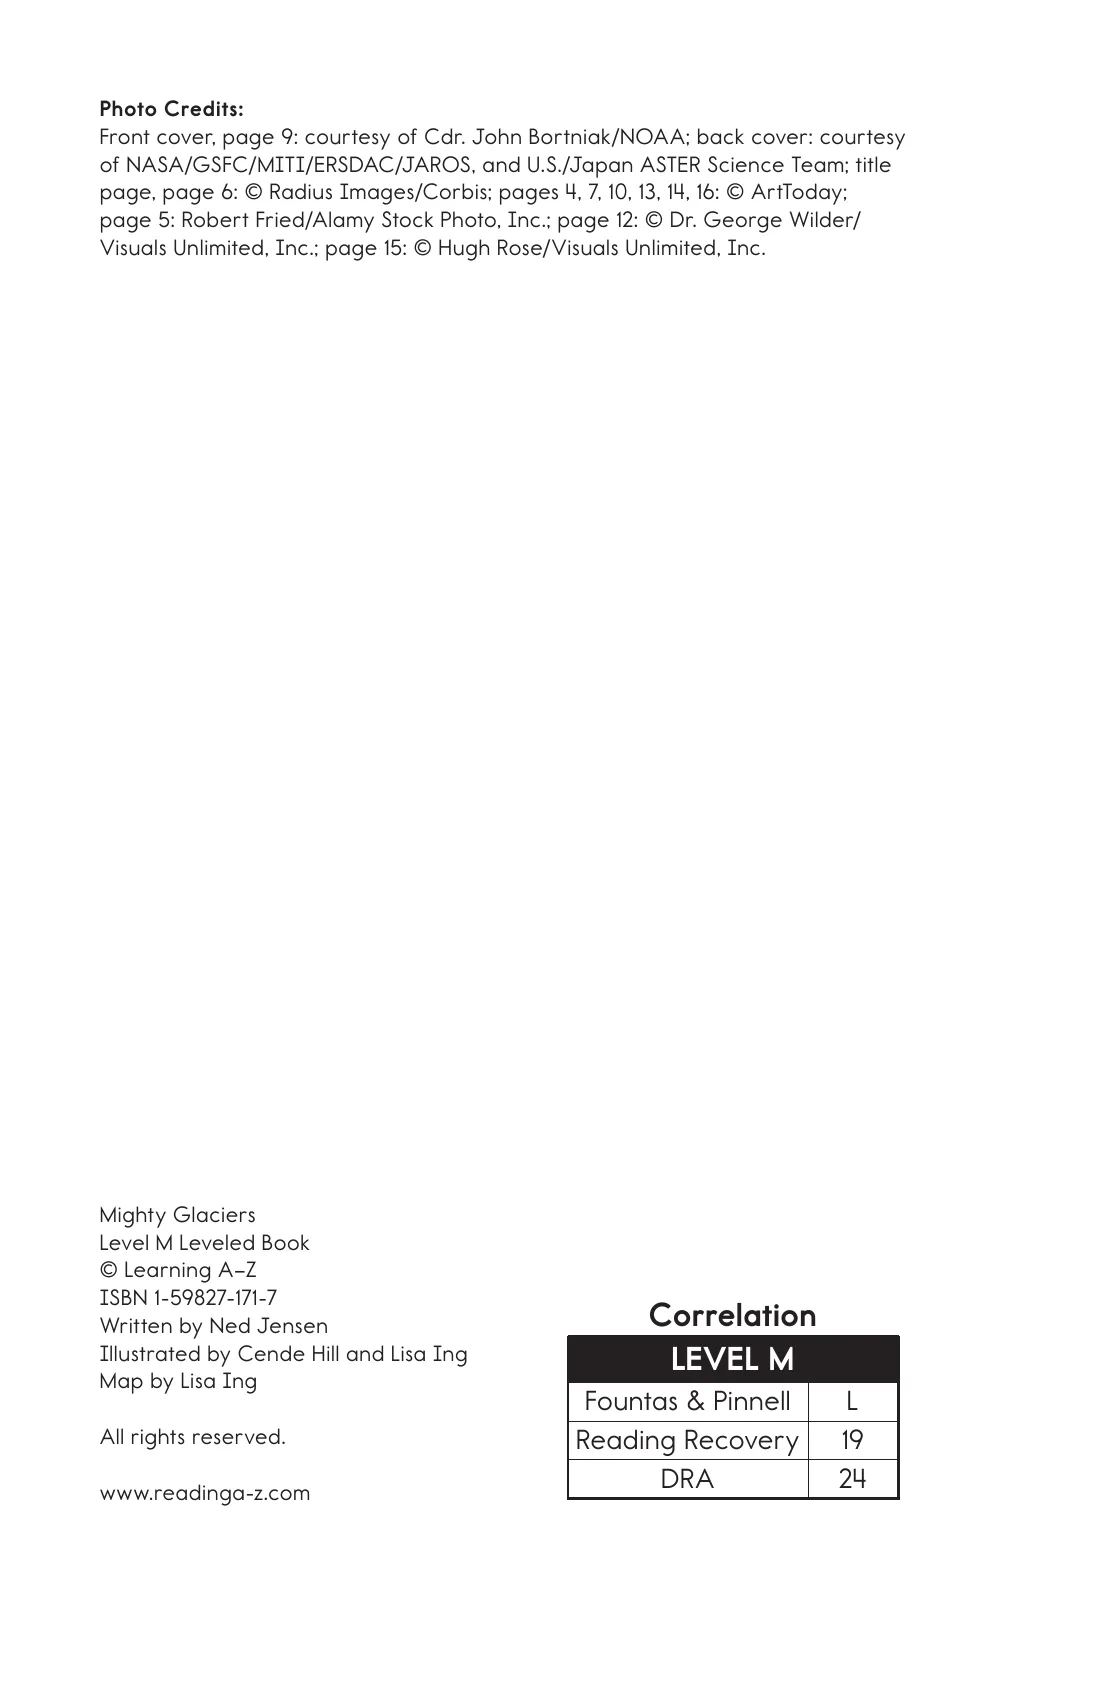 Photo Credits:
Front cover, page 9: courtesy of Cdr. John Bortniak/NOAA; back cover: courtesy
of NASA/GSFC/MITI/ERSDAC/JAROS, and U.S./Japan ASTER Science Team; title
page, page 6: © Radius Images/Corbis; pages 4, 7, 10, 13, 14, 16: © ArtToday;
page 5: Robert Fried/Alamy Stock Photo, Inc.; page 12: © Dr. George Wilder/
Visuals Unlimited, Inc.; page 15: © Hugh Rose/Visuals Unlimited, Inc.
Mighty Glaciers
Level M Leveled Book
© Learning A–Z
ISBN 1-59827-171-7
Written by Ned Jensen
Illustrated by Cende Hill and Lisa Ing
Map by Lisa Ing
All rights reserved.
www.readinga-z.com
Correlation
LEVEL M
Fountas & Pinnell L
Reading Recovery 19
DRA 24